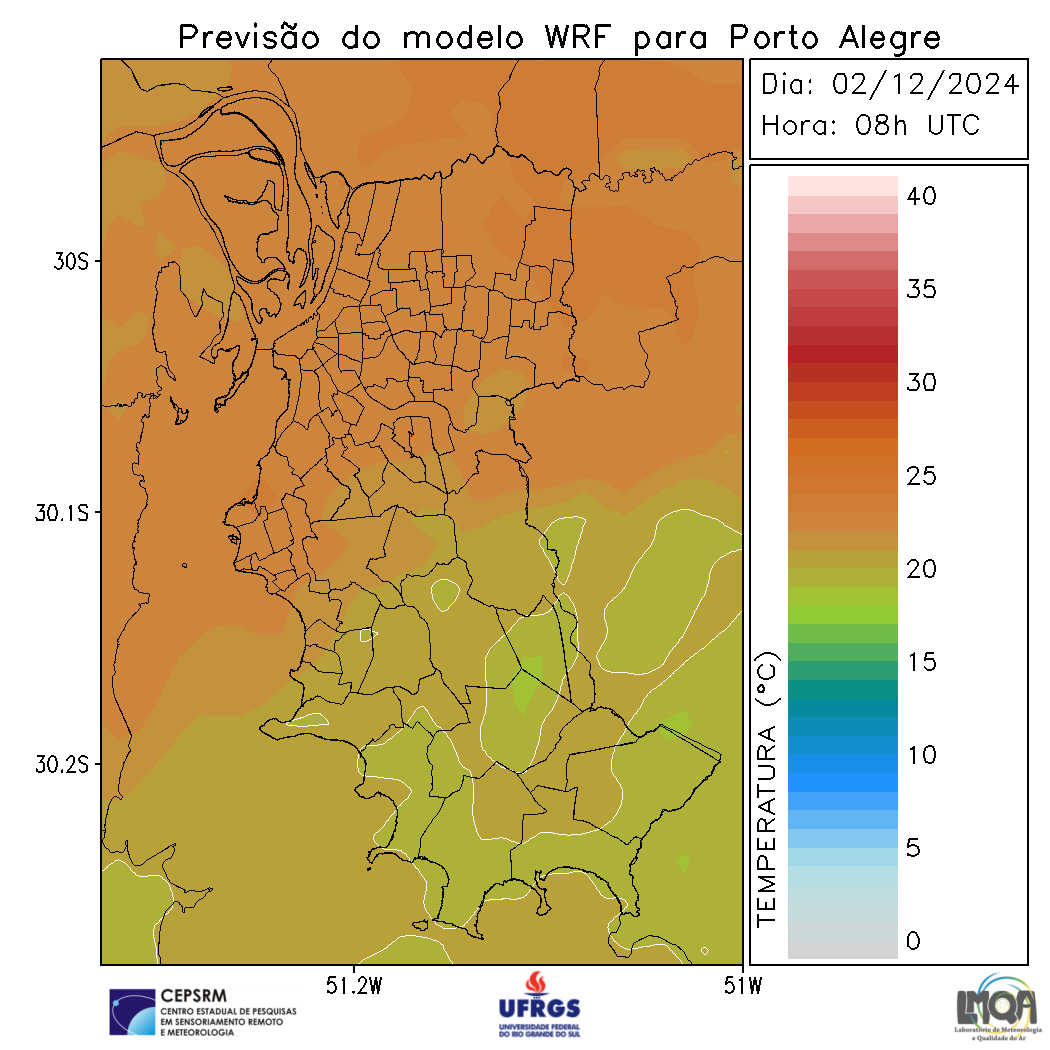 Previsão do modelo WRF para Porto Alegre
Dia: 02/12/2024
Hora: 08h UTC
30S
30.1S
30.2S
51.2W
51W
40
35
30
25
20
15
10
5
0
TEMPERATURA (°C)
CEPSRM
CENTRO ESTADUAL DE PESQUISAS
EM SENSORIAMENTO REMOTO
E METEOROLOGIA
UFRGS
UNIVERSIDADE FEDERAL
DO RIO GRANDE DO SUL
LMQA
Laboratório de Meteorologia
e Qualidade do Ar